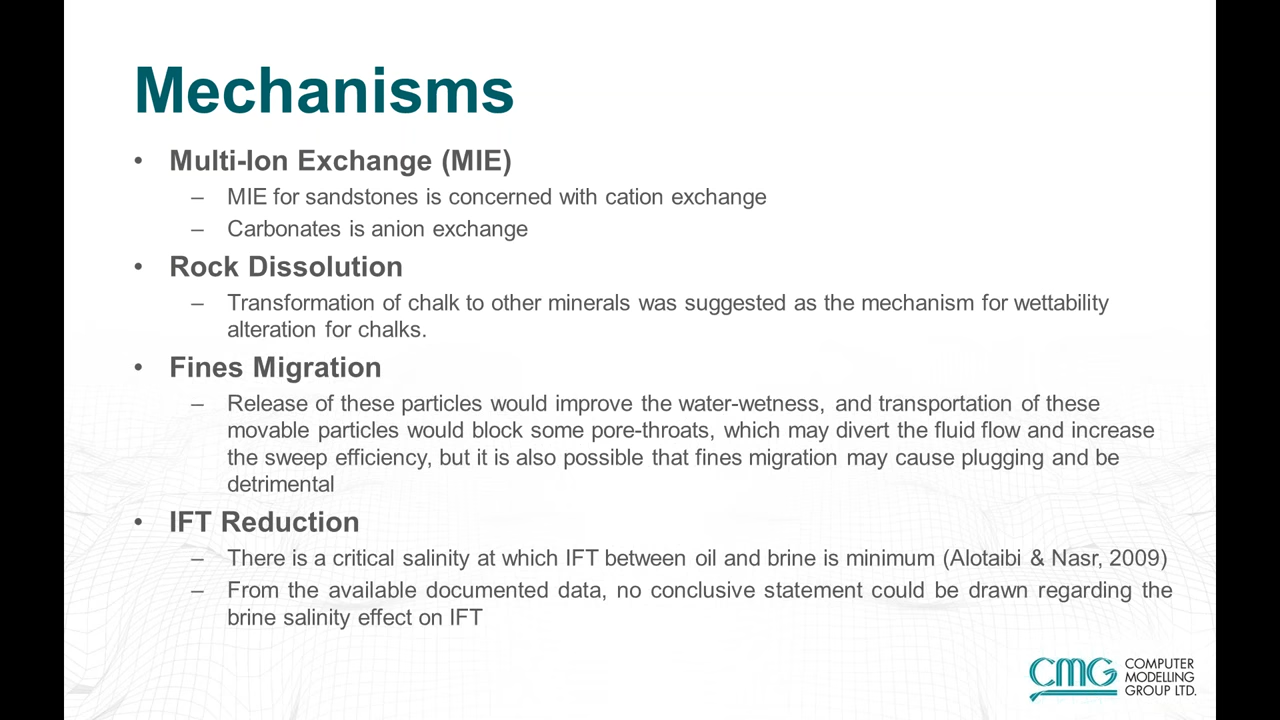 Mechanisms
• Multi-Ion Exchange (MIE)
– MIE for sandstones is concerned with cation exchange
– Carbonates is anion exchange
• Rock Dissolution
– Transformation of chalk to other minerals was suggested as the mechanism for wettability
alteration for chalks.
• Fines Migration
– Release of these particles would improve the water-wetness, and transportation of these
movable particles would block some pore-throats, which may divert the fluid flow and increase
the sweep efficiency, but it is also possible that fines migration may cause plugging and be
detrimental
• IFT Reduction
– There is a critical salinity at which IFT between oil and brine is minimum (Alotaibi & Nasr, 2009)
– From the available documented data, no conclusive statement could be drawn regarding the
brine salinity effect on IFT
CMG
COMPUTER
MODELLING
GROUP LTD.